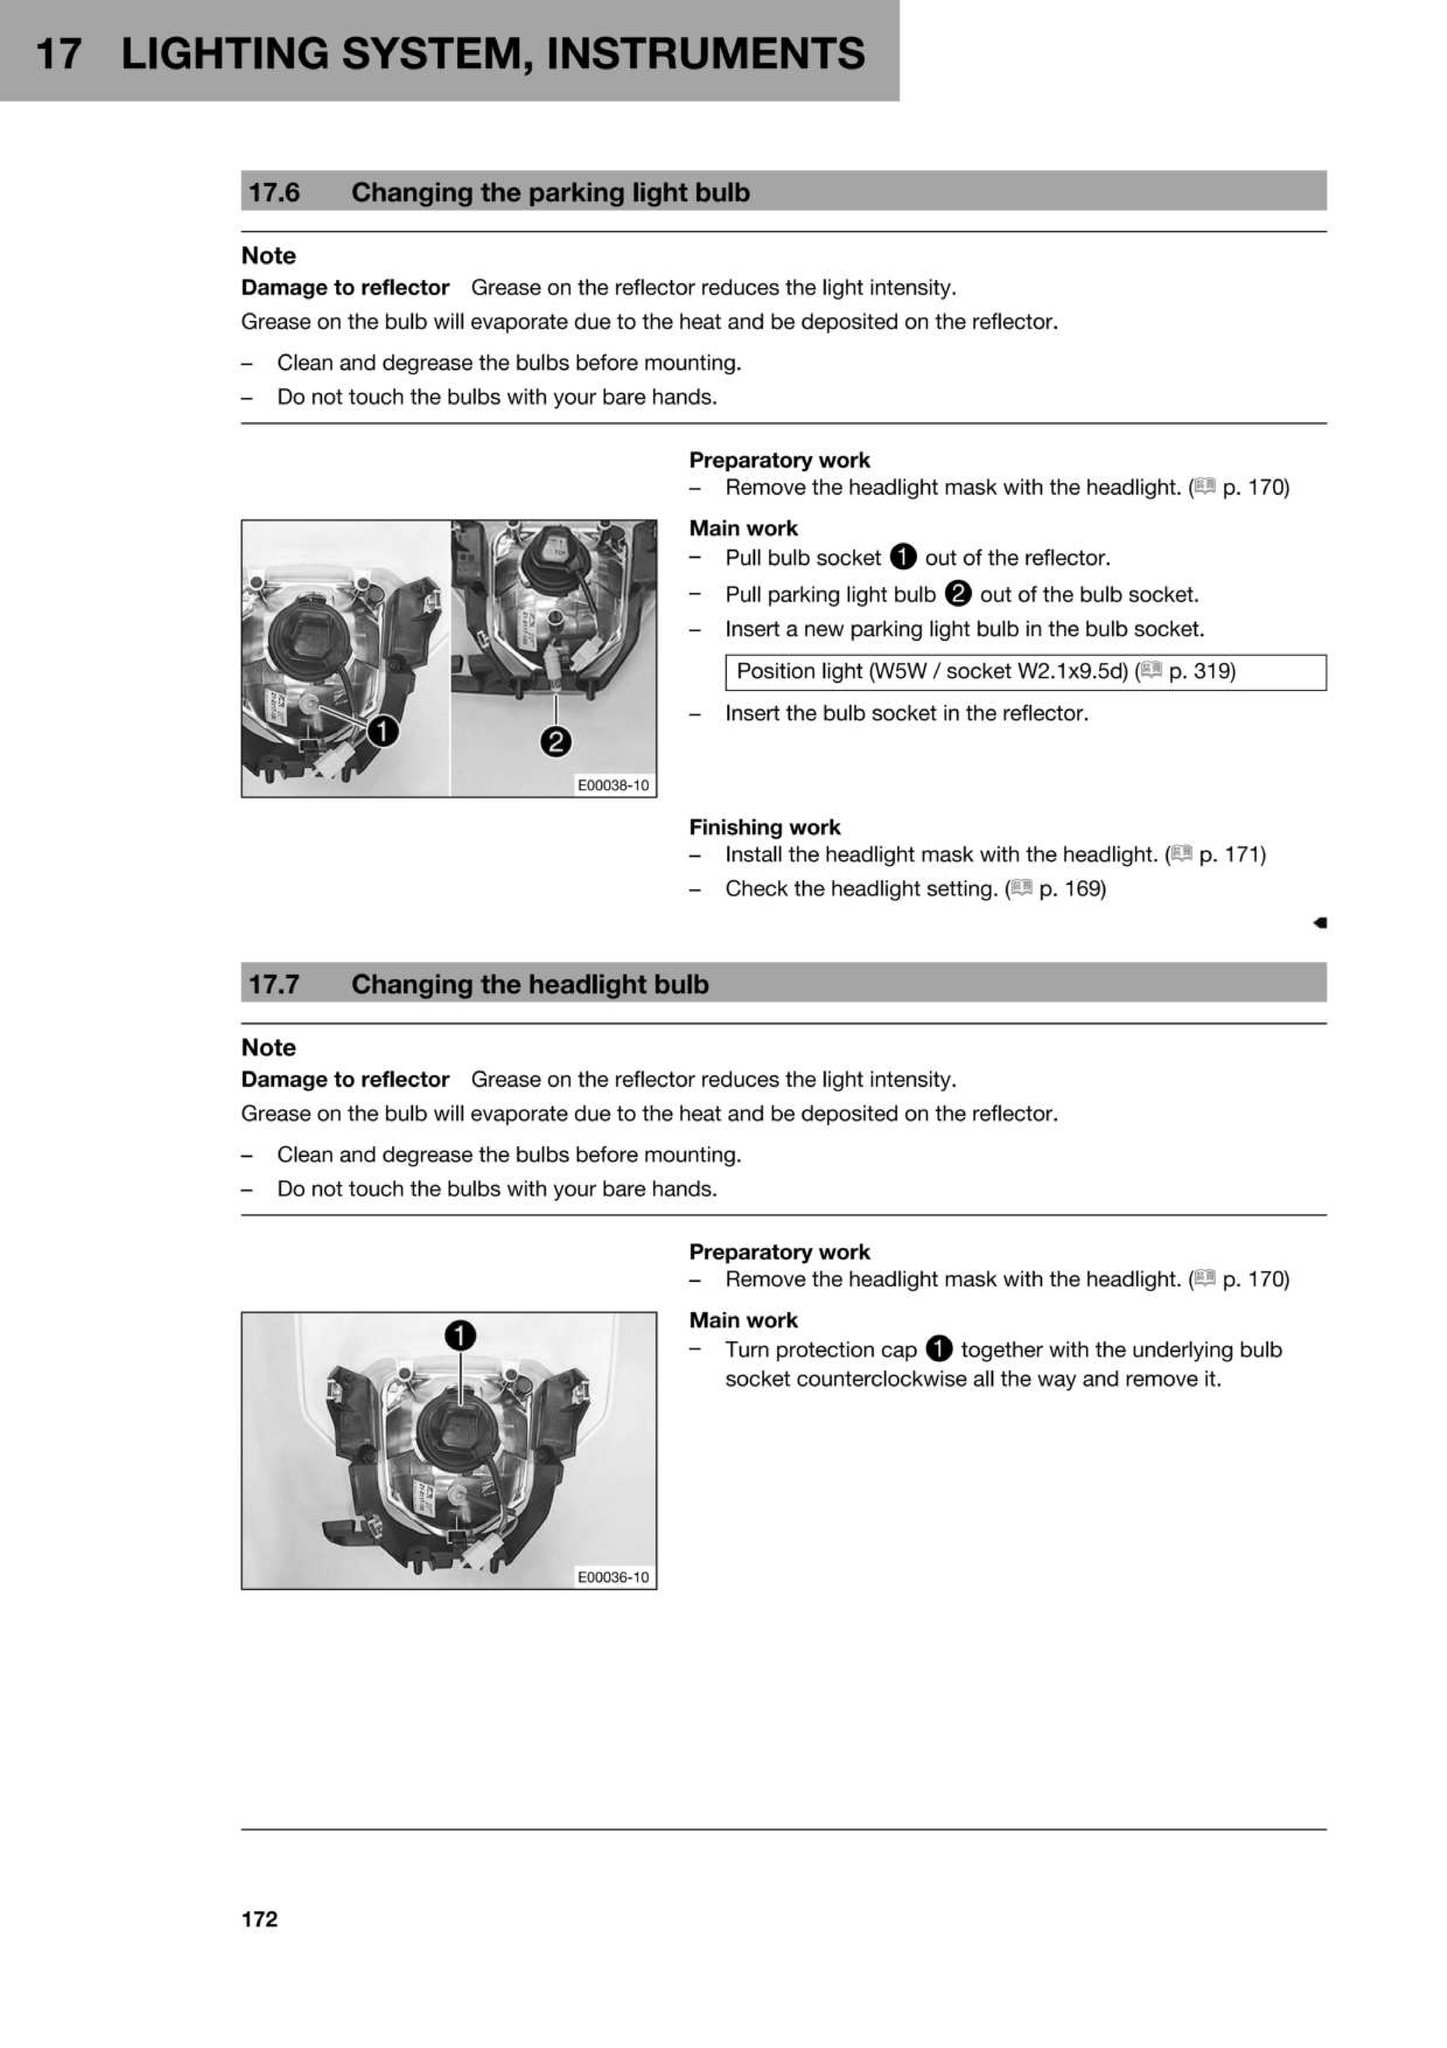 17 LIGHTING SYSTEM, INSTRUMENTS
17.6 Changing the parking light bulb
Note
Damage to reflector Grease on the reflector reduces the light intensity.
Grease on the bulb will evaporate due to the heat and be deposited on the reflector.
– Clean and degrease the bulbs before mounting.
– Do not touch the bulbs with your bare hands.
Preparatory work
– Remove the headlight mask with the headlight. ( p. 170)
1
2
E00038-10
Main work
– Pull bulb socket 1 out of the reflector.
– Pull parking light bulb 2 out of the bulb socket.
– Insert a new parking light bulb in the bulb socket.
Position light (W5W / socket W2.1x9.5d) ( p. 319)
– Insert the bulb socket in the reflector.
Finishing work
– Install the headlight mask with the headlight. ( p. 171)
– Check the headlight setting. ( p. 169)
17.7 Changing the headlight bulb
Note
Damage to reflector Grease on the reflector reduces the light intensity.
Grease on the bulb will evaporate due to the heat and be deposited on the reflector.
– Clean and degrease the bulbs before mounting.
– Do not touch the bulbs with your bare hands.
Preparatory work
– Remove the headlight mask with the headlight. ( p. 170)
1
E00036-10
Main work
– Turn protection cap 1 together with the underlying bulb
socket counterclockwise all the way and remove it.
172